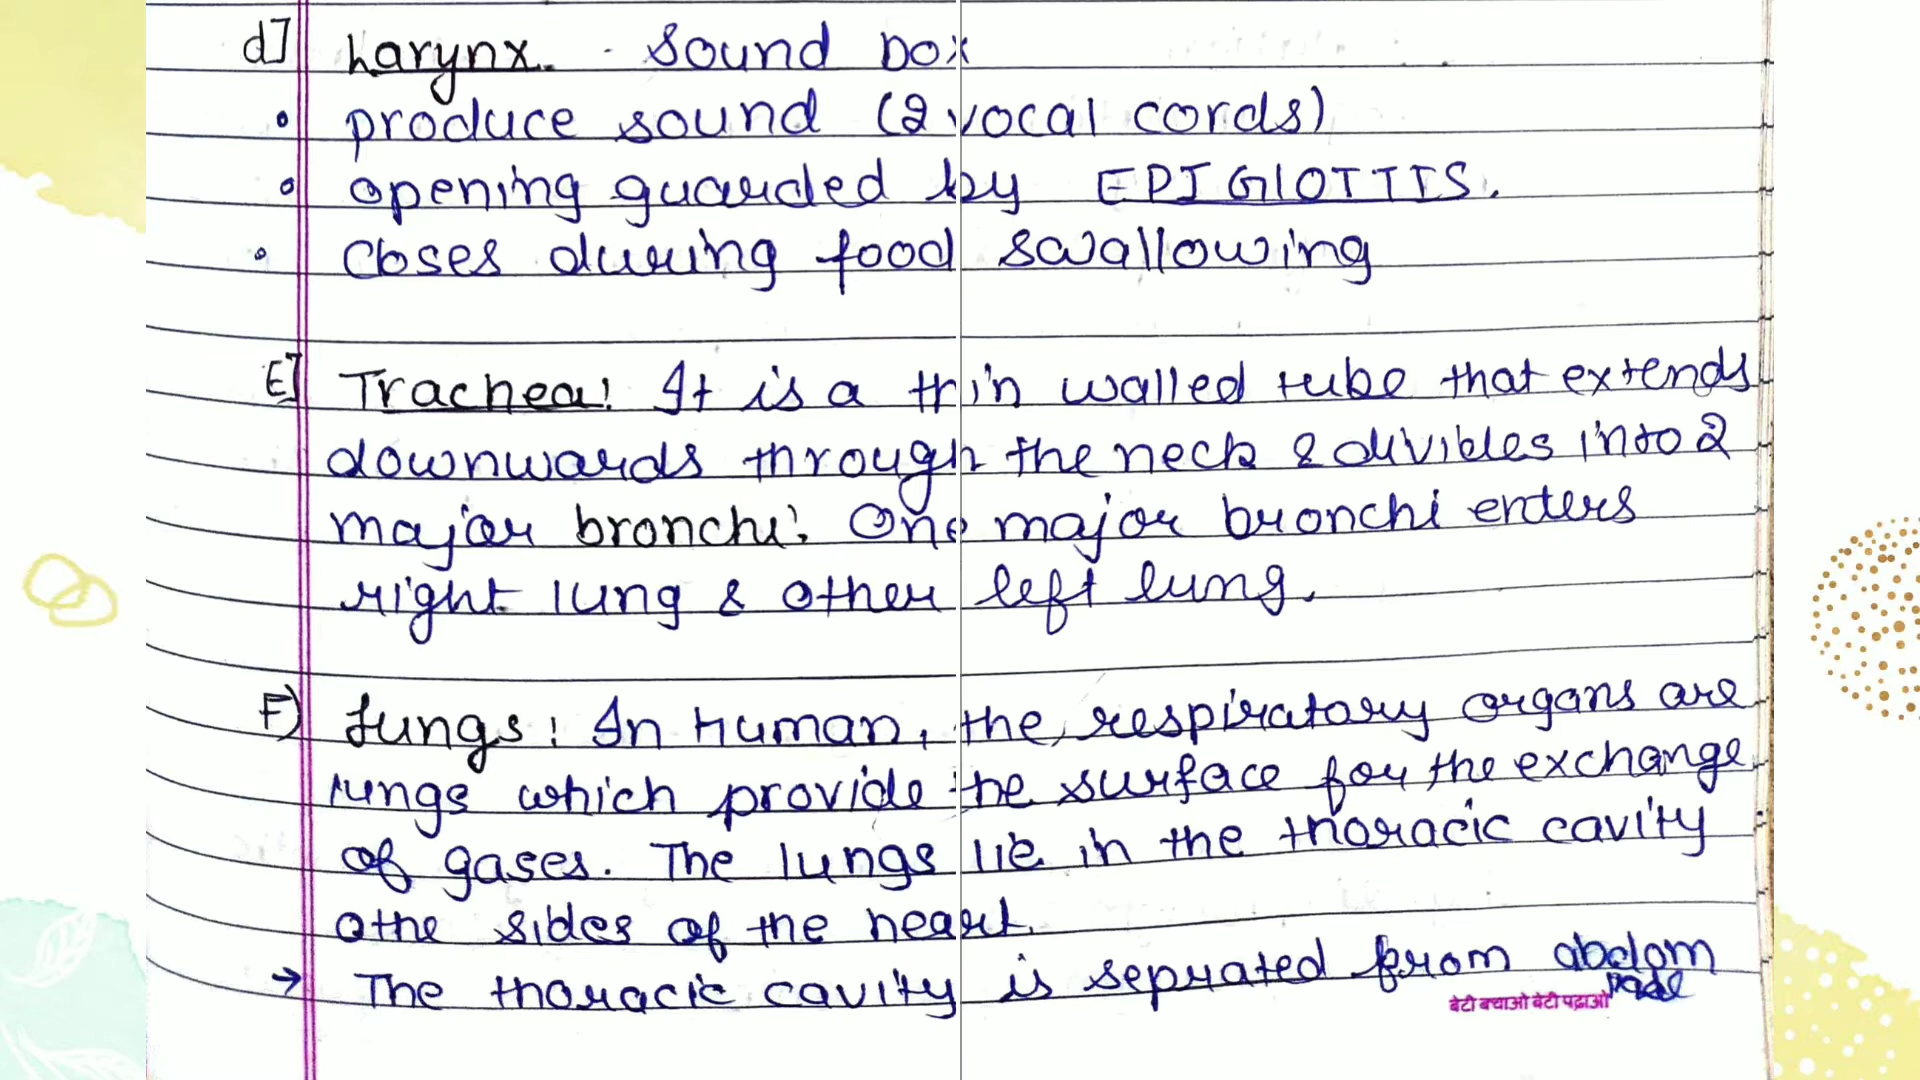 d] Larynx. · Sound box
• produce sound (2 vocal cords)
• opening guarded by EPIGLOTTIS.
• Closes during food swallowing
E] Trachea: It is a thin walled tube that extends
downwards through the neck & divides into 2
major bronchi. One major bronchi enters
right lung & other left lung.
F) Lungs: In Human, the respiratory organs are
lungs which provide the surface for the exchange
of gases. The lungs lie in the thoracic cavity
othe sides of the heart.
→ The thoracic cavity is seprated from abdom
बेटी बचाओ बेटी पढ़ाओ